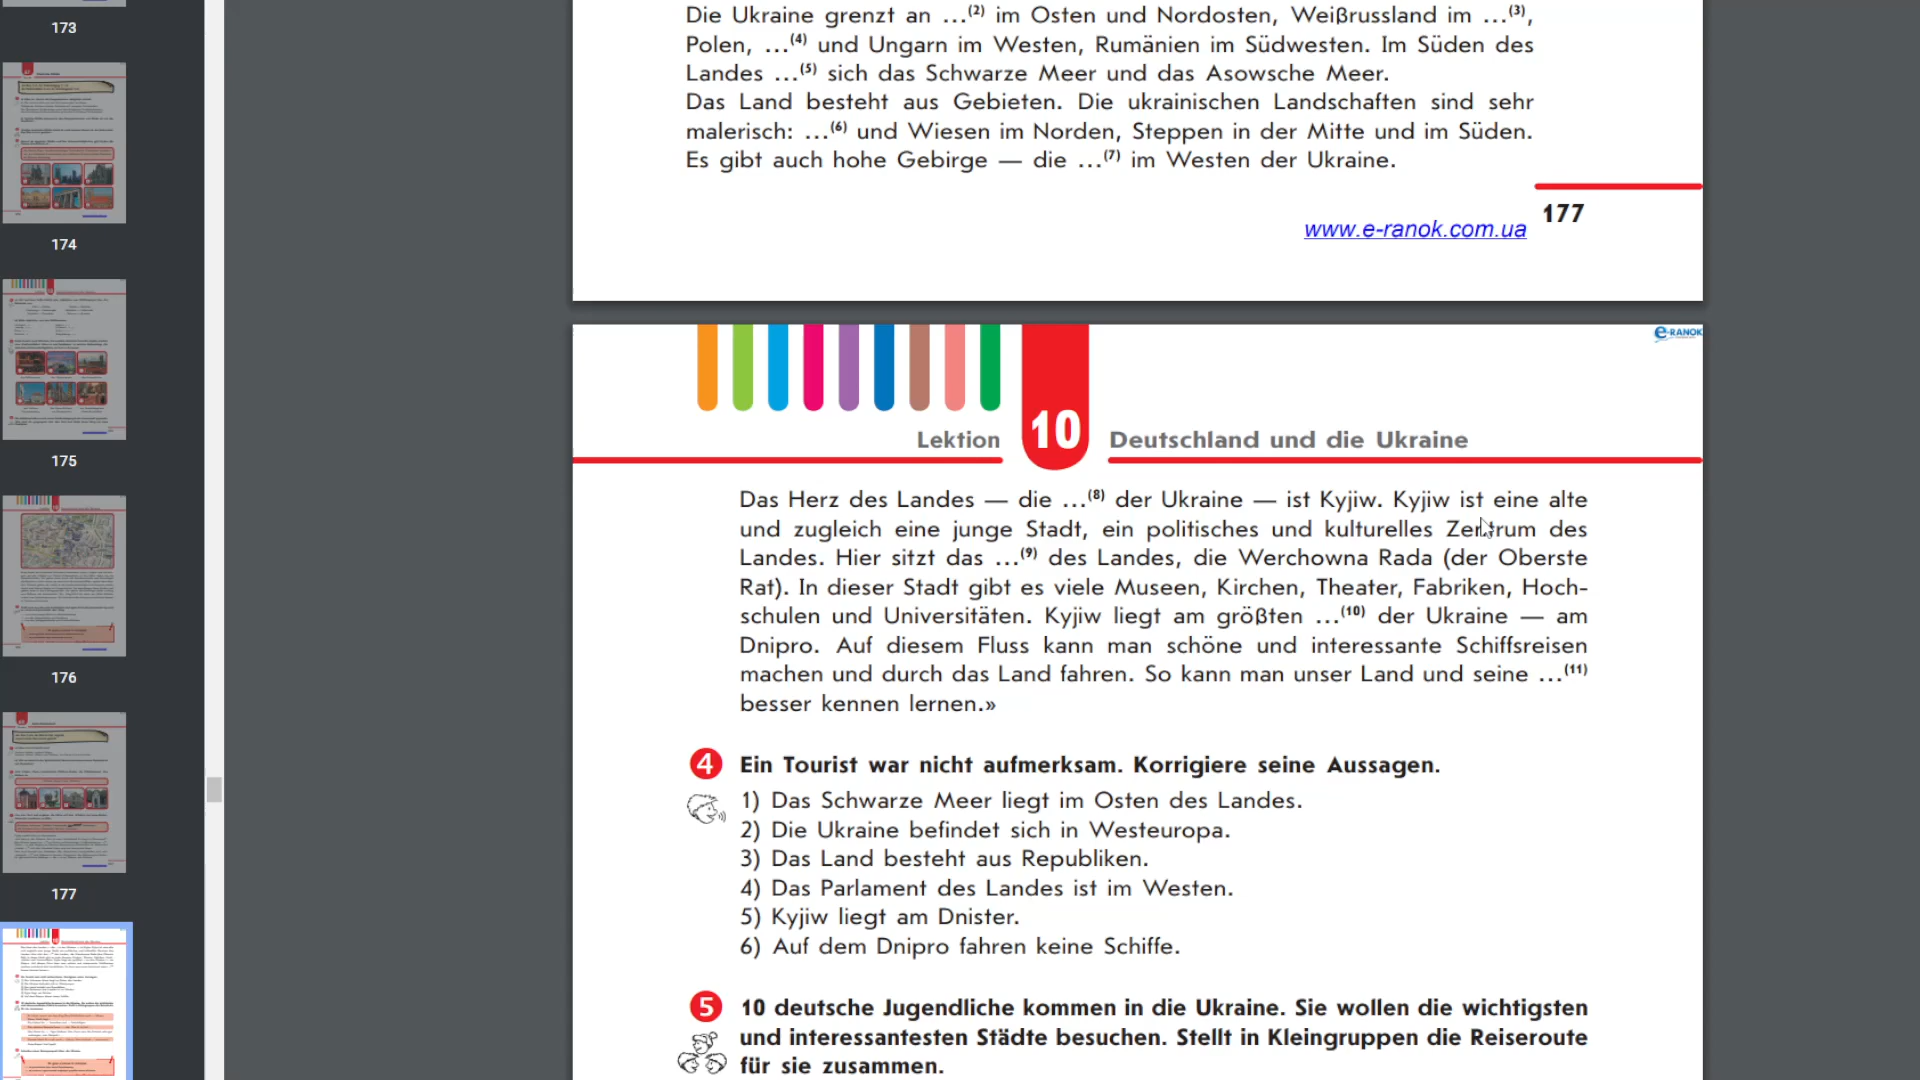 173
174
175
176
177
Die Ukraine grenzt an ...(2) im Osten und Nordosten, Weißrussland im ...(3),
Polen, ...(4) und Ungarn im Westen, Rumänien im Südwesten. Im Süden des
Landes ...(5) sich das Schwarze Meer und das Asowsche Meer.
Das Land besteht aus Gebieten. Die ukrainischen Landschaften sind sehr
malerisch: ...(6) und Wiesen im Norden, Steppen in der Mitte und im Süden.
Es gibt auch hohe Gebirge — die ...(7) im Westen der Ukraine.
177
www.e-ranok.com.ua
e-RANOK
Lektion 10 Deutschland und die Ukraine
Das Herz des Landes — die ...(8) der Ukraine — ist Kyjiw. Kyjiw ist eine alte
und zugleich eine junge Stadt, ein politisches und kulturelles Zentrum des
Landes. Hier sitzt das ...(9) des Landes, die Werchowna Rada (der Oberste
Rat). In dieser Stadt gibt es viele Museen, Kirchen, Theater, Fabriken, Hoch-
schulen und Universitäten. Kyjiw liegt am größten ...(10) der Ukraine — am
Dnipro. Auf diesem Fluss kann man schöne und interessante Schiffsreisen
machen und durch das Land fahren. So kann man unser Land und seine ...(11)
besser kennen lernen.»
4 Ein Tourist war nicht aufmerksam. Korrigiere seine Aussagen.
1) Das Schwarze Meer liegt im Osten des Landes.
2) Die Ukraine befindet sich in Westeuropa.
3) Das Land besteht aus Republiken.
4) Das Parlament des Landes ist im Westen.
5) Kyjiw liegt am Dnister.
6) Auf dem Dnipro fahren keine Schiffe.
5 10 deutsche Jugendliche kommen in die Ukraine. Sie wollen die wichtigsten
und interessantesten Städte besuchen. Stellt in Kleingruppen die Reiseroute
für sie zusammen.